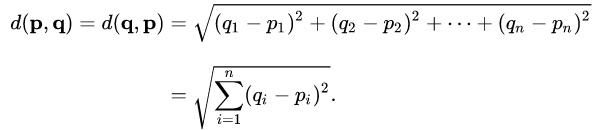 d(𝐩, 𝐪) = d(𝐪, 𝐩) = √((q₁ − p₁)² + (q₂ − p₂)² + ⋯ + (qₙ − pₙ)²)
= √(∑ᵢ₌₁ⁿ (qᵢ − pᵢ)²).